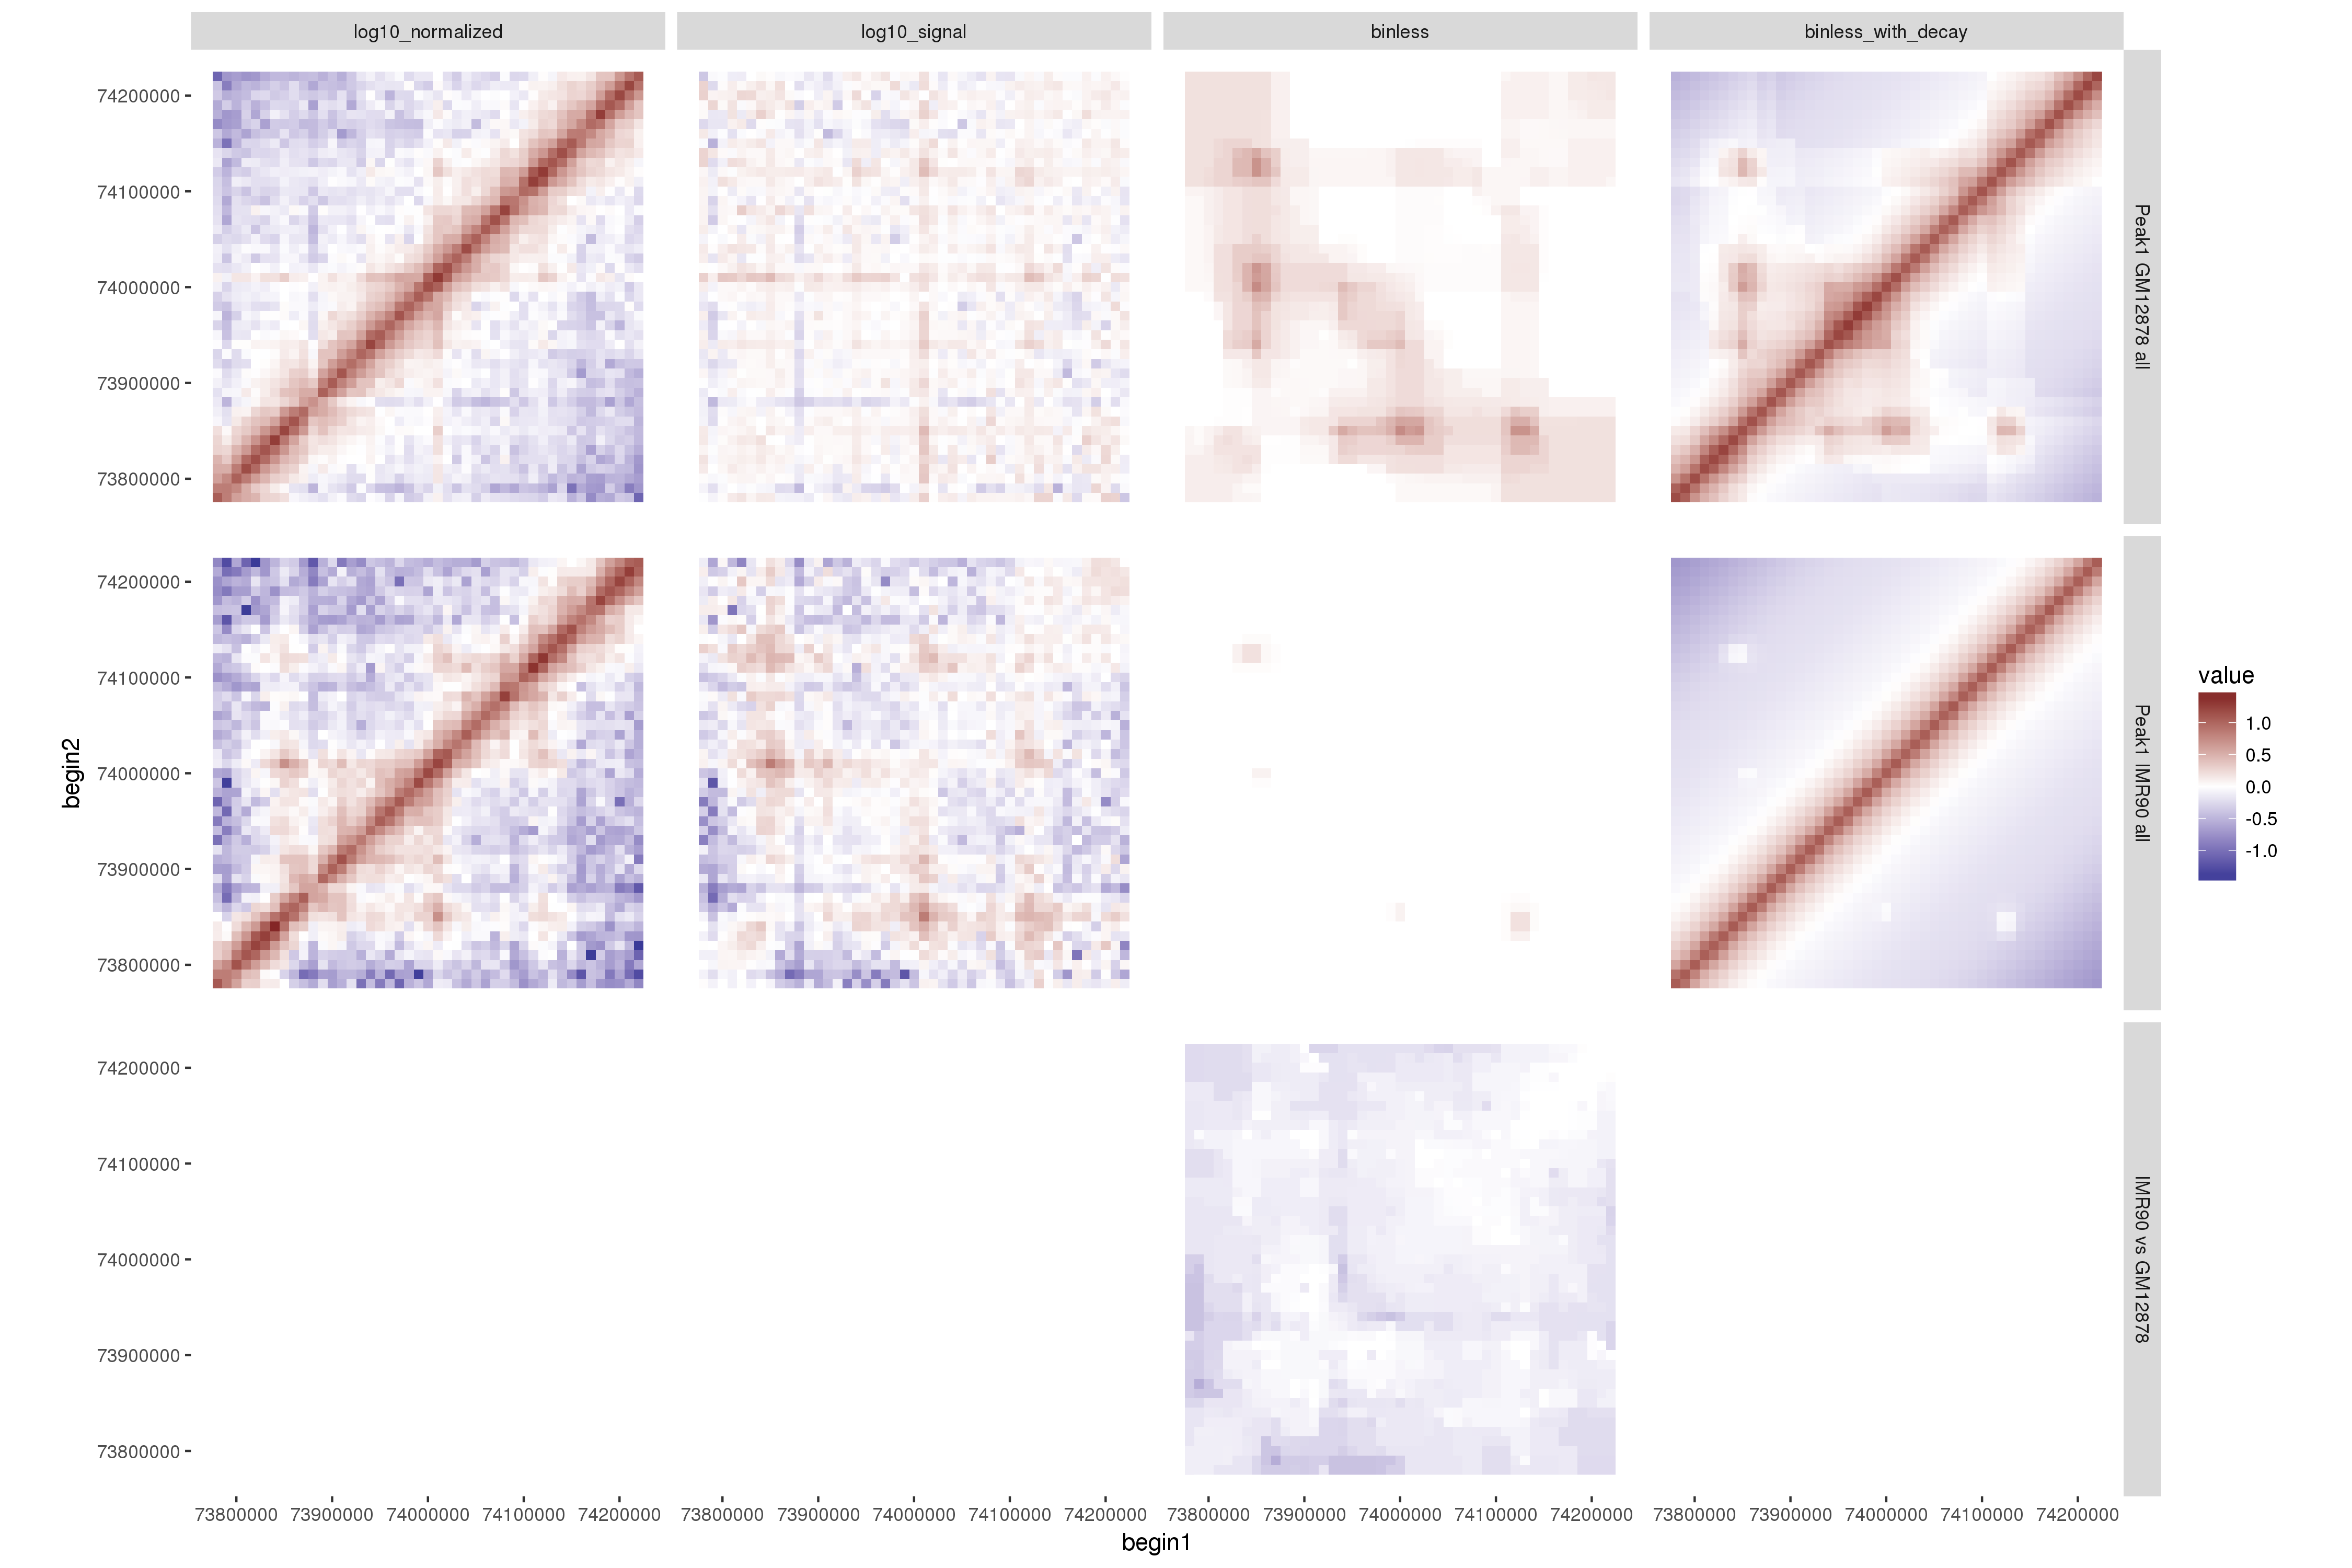 log10_normalized
log10_signal
binless
binless_with_decay
74200000
74100000
74000000
73900000
73800000
Peak1 GM12878 all
74200000
74100000
74000000
73900000
73800000
Peak1 IMR90 all
74200000
74100000
74000000
73900000
73800000
IMR90 vs GM12878
begin2
73800000 73900000 74000000 74100000 74200000
73800000 73900000 74000000 74100000 74200000
73800000 73900000 74000000 74100000 74200000
73800000 73900000 74000000 74100000 74200000
begin1
value
1.0
0.5
0.0
-0.5
-1.0